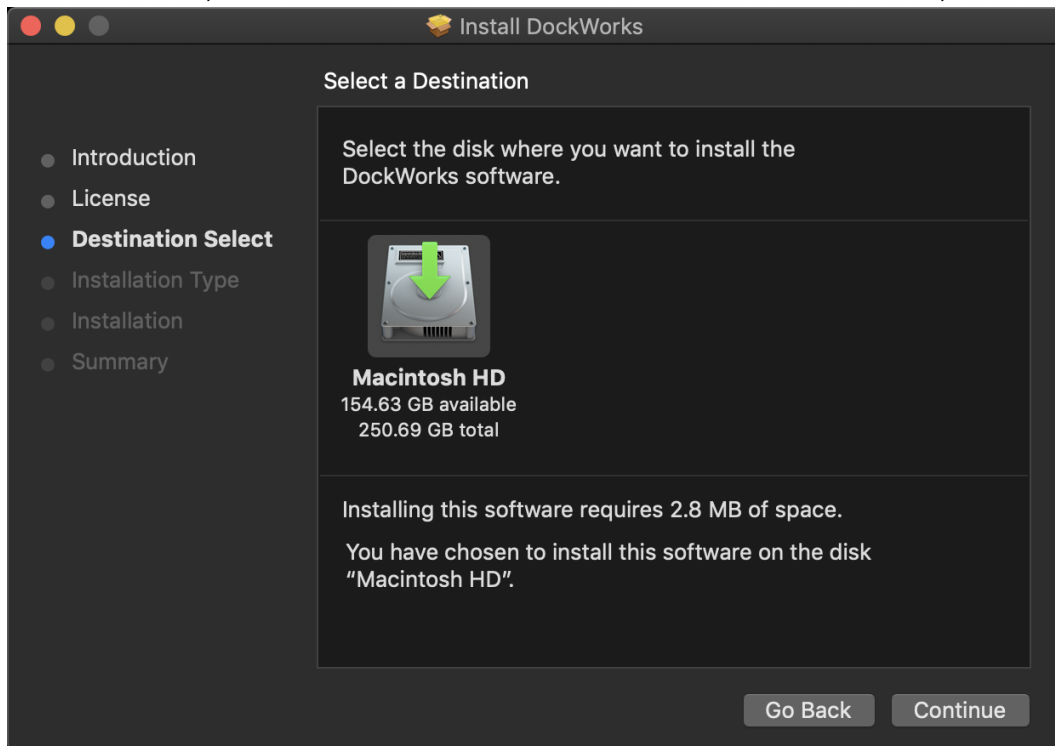 Install DockWorks
Select a Destination
Introduction
License
Destination Select
Installation Type
Installation
Summary
Select the disk where you want to install the
DockWorks software.
Macintosh HD
154.63 GB available
250.69 GB total
Installing this software requires 2.8 MB of space.
You have chosen to install this software on the disk
“Macintosh HD”.
Go Back
Continue